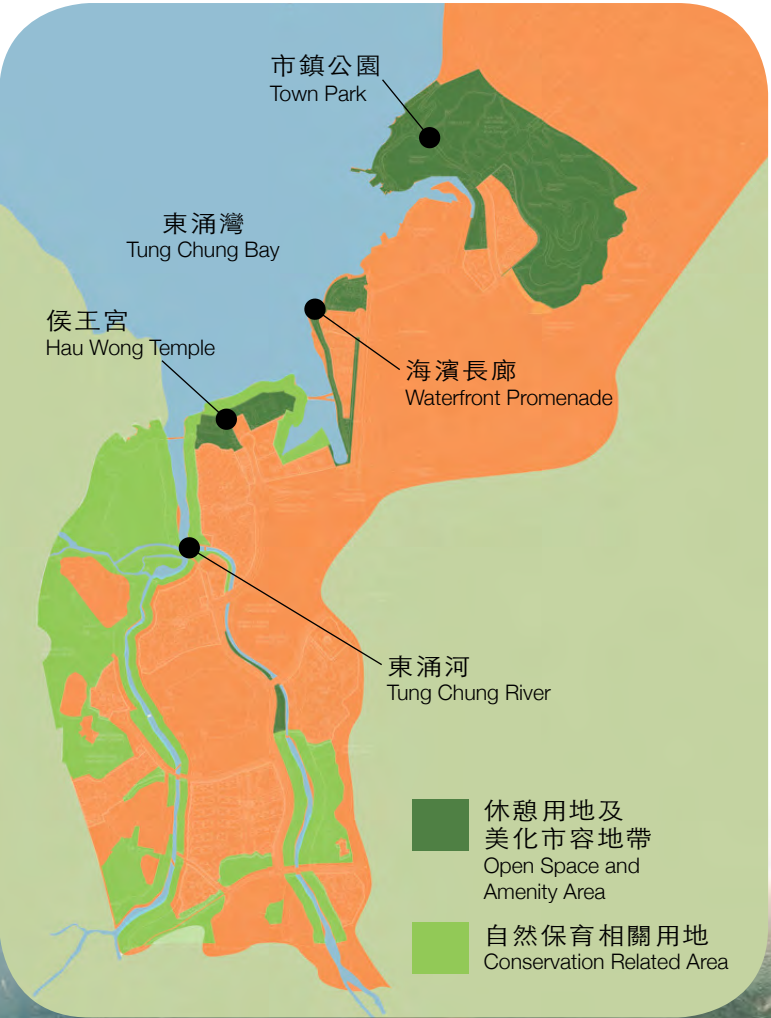 市鎮公園
Town Park
東涌灣
Tung Chung Bay
侯王宮
Hau Wong Temple
海濱長廊
Waterfront Promenade
東涌河
Tung Chung River
休憩用地及
美化市容地帶
Open Space and
Amenity Area
自然保育相關用地
Conservation Related Area